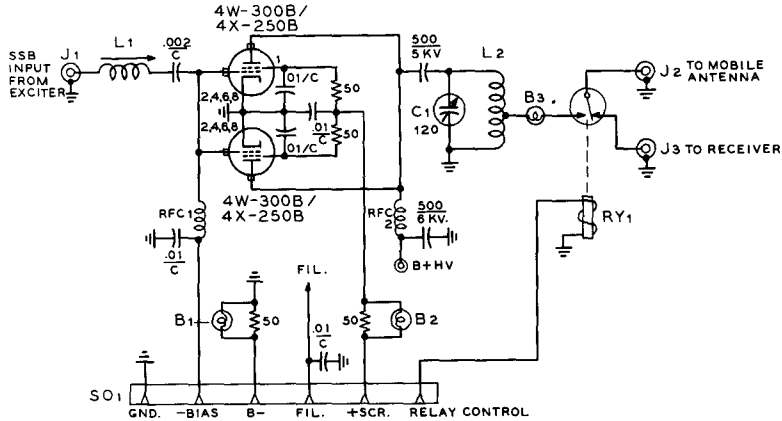 4W-300B/
4X-250B
SSB
INPUT
FROM
EXCITER
J1
L1
.002
C
1
.01/C
50
2,4,6,8
2,4,6,8
.01
C
01/C
50
4W-300B/
4X-250B
500
5 KV
L2
C1
120
B3
J2 TO MOBILE
ANTENNA
J3 TO RECEIVER
RFC1
.01
C
RFC
2
500
6 KV.
B+HV
RY1
FIL.
B1
50
.01
C
50
B2
SO1
GND.
-BIAS
B-
FIL.
+SCR.
RELAY CONTROL